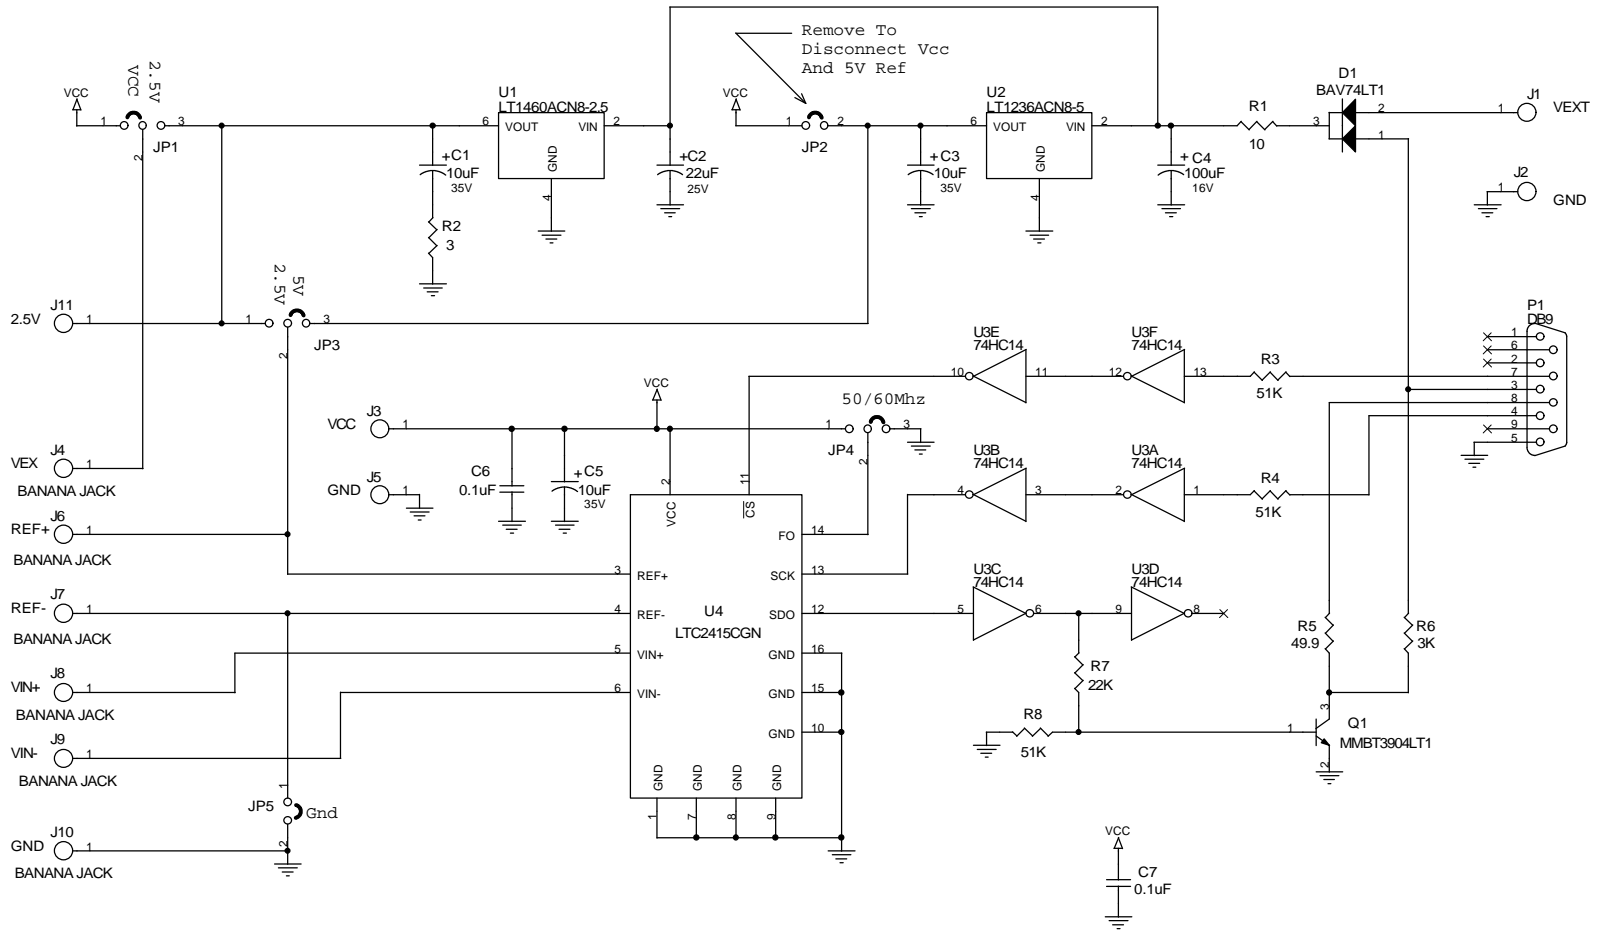 Remove To
Disconnect Vcc
And 5V Ref
VCC
VCC
2.5V
1
3
2
JP1
U1
LT1460ACN8-2.5
6
VOUT
VIN
2
GND
4
+
C1
10uF
35V
R2
3
+
C2
22uF
25V
VCC
1
2
JP2
U2
LT1236ACN8-5
6
VOUT
VIN
2
GND
4
+
C3
10uF
35V
+
C4
100uF
16V
R1
10
D1
BAV74LT1
3
2
1
J1
1
VEXT
J2
1
GND
J11
2.5V
1
2.5V
5V
1
3
2
JP3
U3E
74HC14
10
11
U3F
74HC14
12
13
R3
51K
P1
DB9
1
6
2
7
3
8
4
9
5
J3
VCC
1
VCC
50/60Mhz
1
3
2
JP4
J4
VEX
1
BANANA JACK
J5
GND
1
C6
0.1uF
+
C5
10uF
35V
U3B
74HC14
4
3
U3A
74HC14
2
1
R4
51K
J6
REF+
1
BANANA JACK
2
VCC
11
CS
FO
14
3
REF+
SCK
13
J7
REF-
1
BANANA JACK
4
REF-
U4
LTC2415CGN
SDO
12
U3C
74HC14
5
6
U3D
74HC14
9
8
R5
49.9
R6
3K
5
VIN+
GND
16
J8
VIN+
1
BANANA JACK
6
VIN-
GND
15
R7
22K
GND
10
R8
51K
1
3
2
Q1
MMBT3904LT1
J9
VIN-
1
BANANA JACK
GND
GND
GND
GND
1
7
8
9
1
JP5
Gnd
2
J10
GND
1
BANANA JACK
VCC
C7
0.1uF